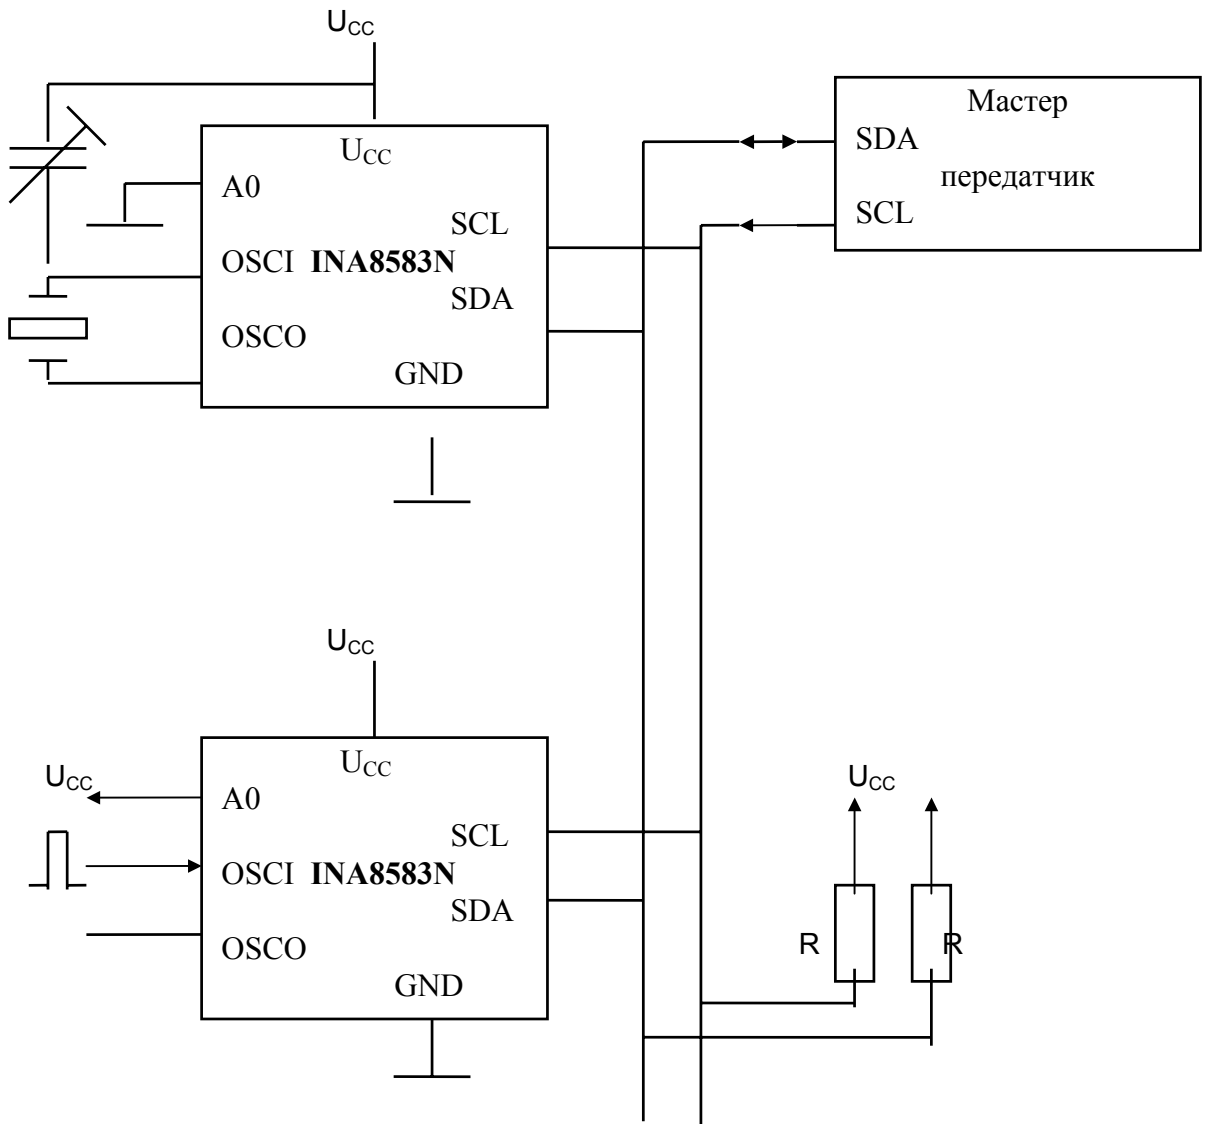 UCC
Мастер
SDA
передатчик
SCL
UCC
A0
SCL
OSCI INA8583N
SDA
OSCO
GND
UCC
UCC
UCC
A0
SCL
OSCI INA8583N
SDA
OSCO
GND
UCC
R
R